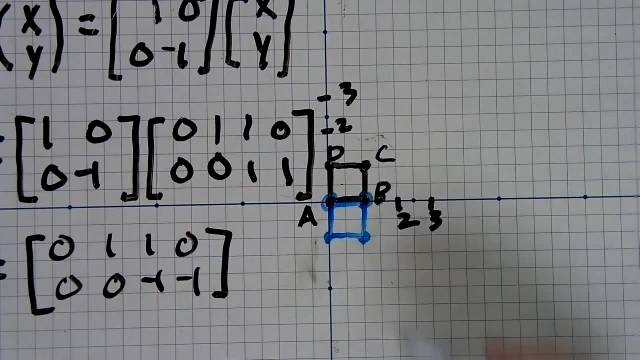 (X = [1 0 [X
Y) 0 -1] Y]
= [1 0 [0 1 1 0
0 -1] 0 0 1 1]
= [0 1 1 0
0 0 -1 -1]
3
2
D C
A B 2 3